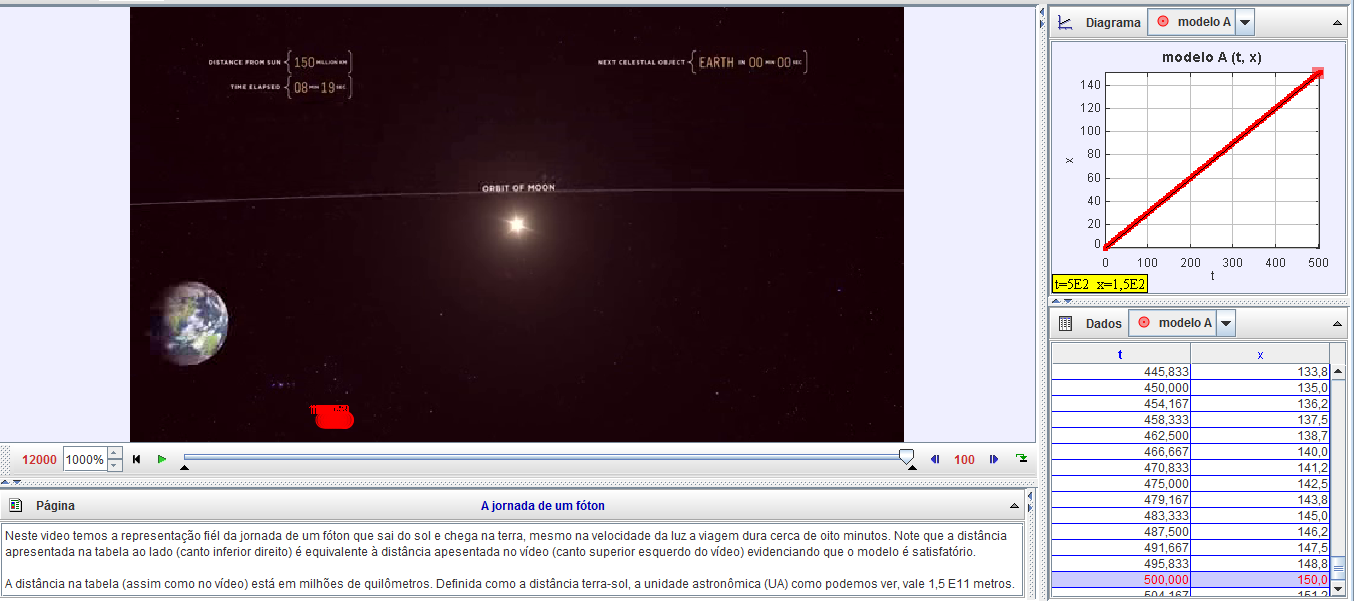 DISTANCE FROM SUN 150 MILLION KM
TIME ELAPSED 08 MIN 19 SEC
NEXT CELESTIAL OBJECT EARTH IN 00 MIN 00 SEC
ORBIT OF MOON
12000 1000% 100
Página A jornada de um fóton
Neste video temos a representação fiél da jornada de um fóton que sai do sol e chega na terra, mesmo na velocidade da luz a viagem dura cerca de oito minutos. Note que a distância
apresentada na tabela ao lado (canto inferior direito) é equivalente à distância apesentada no vídeo (canto superior esquerdo do vídeo) evidenciando que o modelo é satisfatório.
A distância na tabela (assim como no vídeo) está em milhões de quilômetros. Definida como a distância terra-sol, a unidade astronômica (UA) como podemos ver, vale 1,5 E11 metros.
Diagrama modelo A
modelo A (t, x)
140
120
100
80
60
40
20
0
x
0 100 200 300 400 500
t
t=5E2 x=1,5E2
Dados modelo A
t x
445,833 133,8
450,000 135,0
454,167 136,2
458,333 137,5
462,500 138,7
466,667 140,0
470,833 141,2
475,000 142,5
479,167 143,8
483,333 145,0
487,500 146,2
491,667 147,5
495,833 148,8
500,000 150,0
504,167 151,2